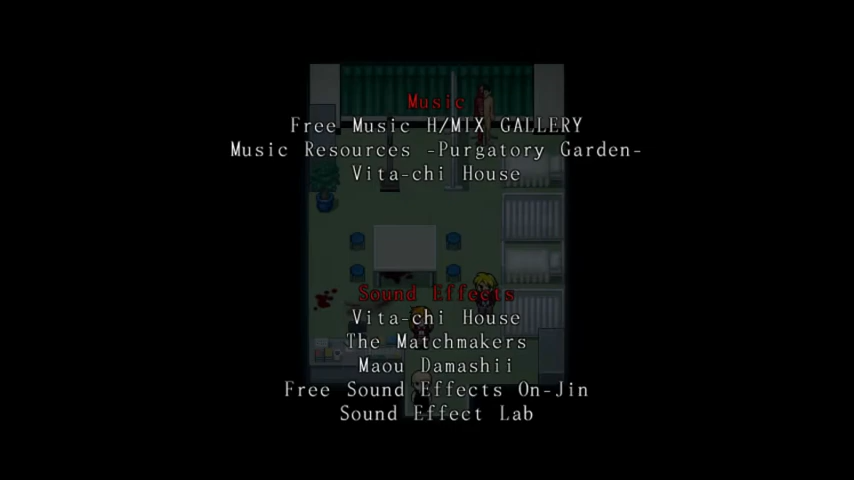 Music
Free Music H/MIX GALLERY
Music Resources -Purgatory Garden-
Vita-chi House
Sound Effects
Vita-chi House
The Matchmakers
Maou Damashii
Free Sound Effects On-Jin
Sound Effect Lab